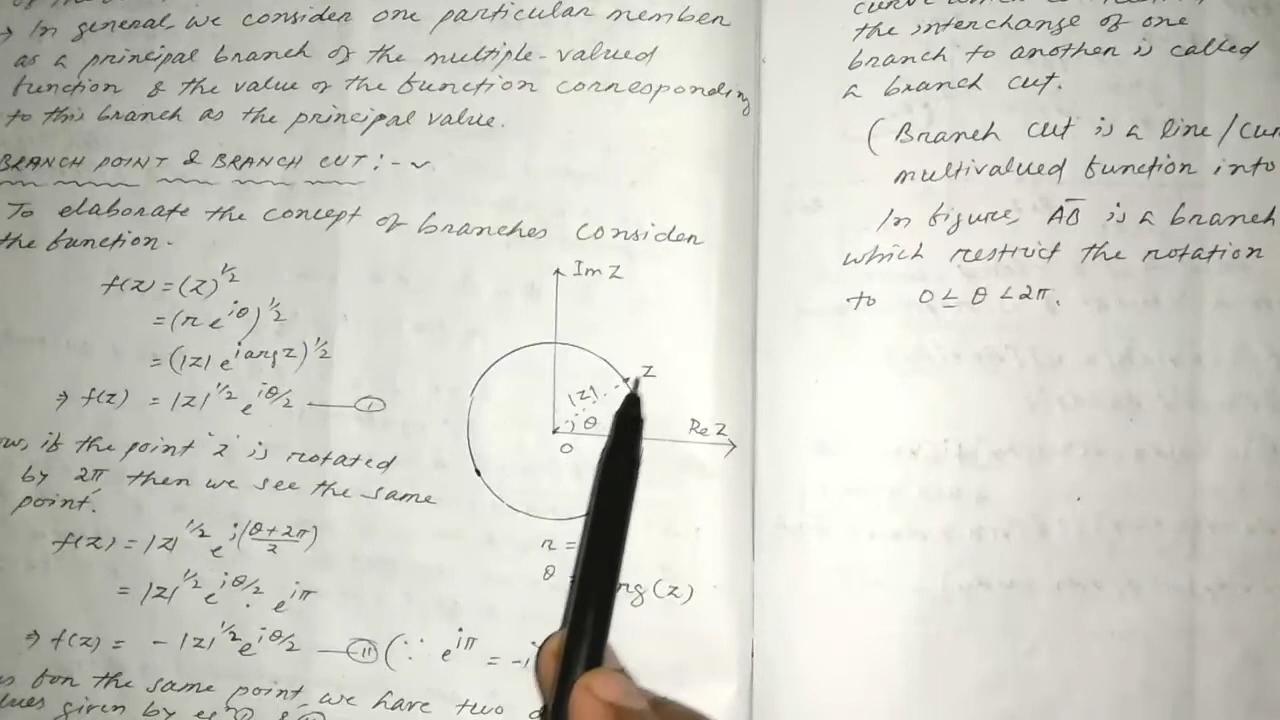 → In general, we consider one particular member
as a principal branch of the multiple-valued
function & the value of the function corresponding
to this branch as the principal value.
BRANCH POINT & BRANCH CUT :-
To elaborate the concept of branches consider
the function.
f(z) = (z)^1/2
= (r e^iθ)^1/2
= (|z| e^i arg z)^1/2
⇒ f(z) = |z|^1/2 e^iθ/2 — (I)
if the point 'z' is rotated
by 2π then we see the same
point.
f(z) = |z|^1/2 e^i(θ+2π/2)
= |z|^1/2 e^iθ/2 . e^iπ
⇒ f(z) = - |z|^1/2 e^iθ/2 — (II) (∵ e^iπ = -
for the same point, we have two
given by
Im z
z
|z|
θ
O
Re z
r =
θ = arg(z)
the interchange of one
branch to another is called
a branch cut.
(Branch cut is a line/
multivalued function into
In figure, AB is a branch
which restrict the rotation
to 0 ≤ θ < 2π.